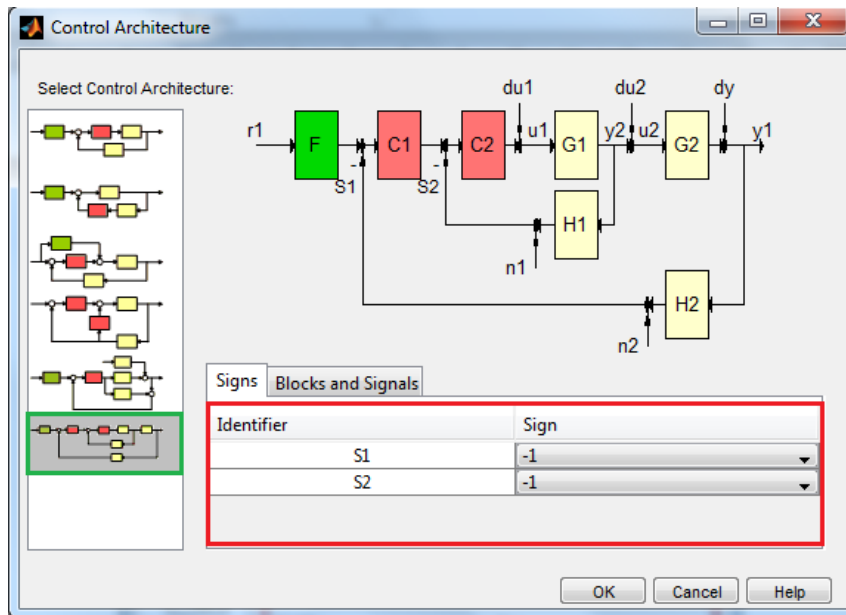 Control Architecture
Select Control Architecture:
du1 du2 dy
r1 F C1 C2 u1 G1 y2 u2 G2 y1
- -
S1 S2
H1
n1
H2
n2
Signs Blocks and Signals
Identifier Sign
S1 -1
S2 -1
OK Cancel Help